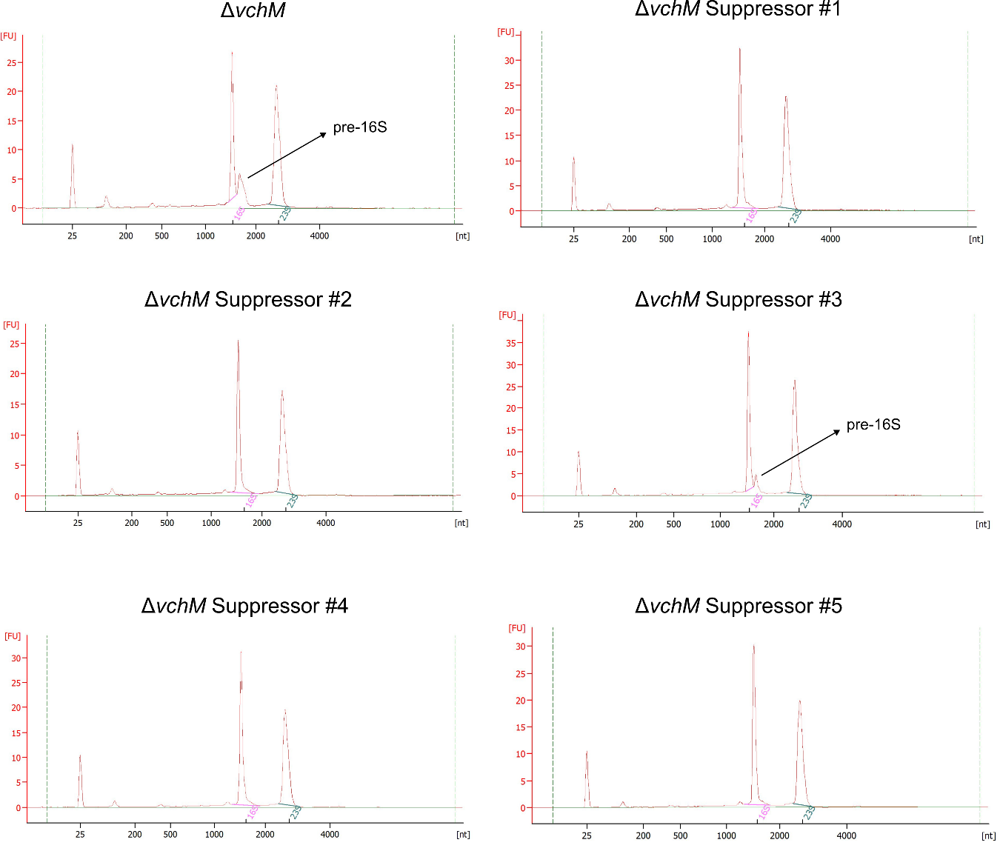 ΔvchM
ΔvchM Suppressor #1
[FU]
25
20
15
10
5
0
pre-16S
16S
23S
25 200 500 1000 2000 4000 [nt]
[FU]
30
25
20
15
10
5
0
16S
23S
25 200 500 1000 2000 4000 [nt]
ΔvchM Suppressor #2
ΔvchM Suppressor #3
[FU]
25
20
15
10
5
0
16S
23S
25 200 500 1000 2000 4000 [nt]
[FU]
35
30
25
20
15
10
5
0
pre-16S
16S
23S
25 200 500 1000 2000 4000 [nt]
ΔvchM Suppressor #4
ΔvchM Suppressor #5
[FU]
30
25
20
15
10
5
0
16S
23S
25 200 500 1000 2000 4000 [nt]
[FU]
30
25
20
15
10
5
0
16S
23S
25 200 500 1000 2000 4000 [nt]